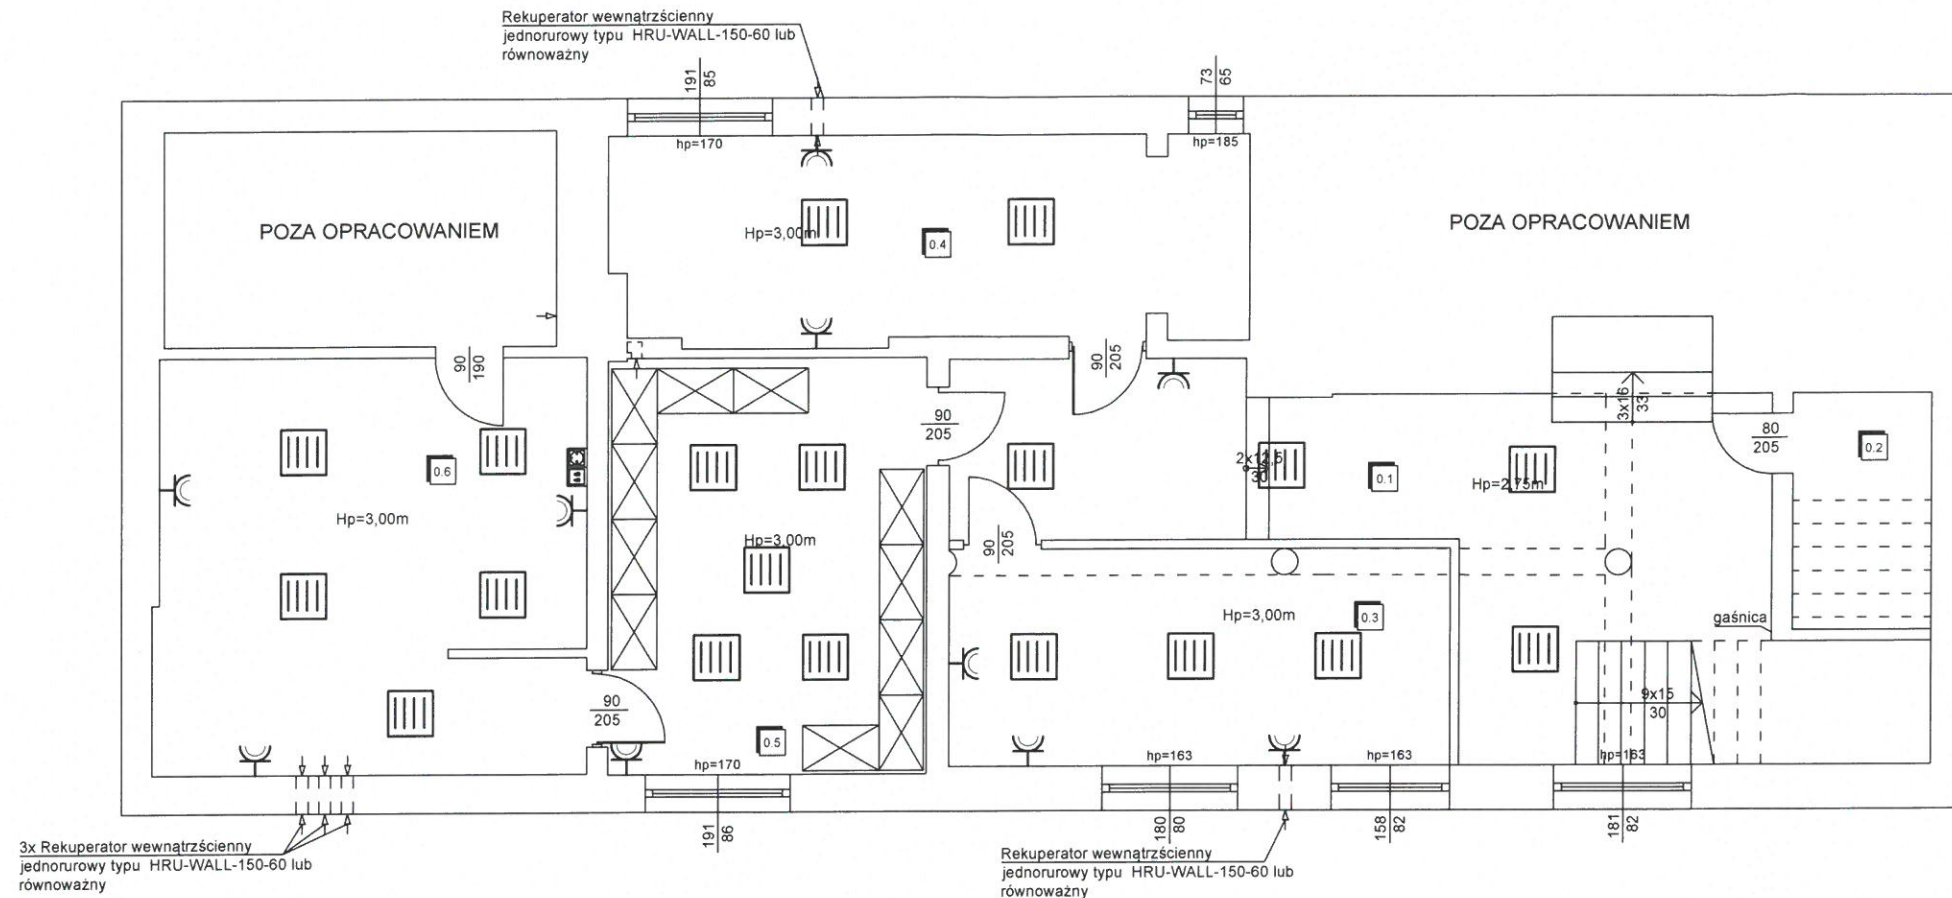 Rekuperator wewnątrzścienny
jednorurowy typu HRU-WALL-150-60 lub
równoważny
191
85
73
65
hp=170
hp=185
POZA OPRACOWANIEM
Hp=3,00m
0.4
POZA OPRACOWANIEM
90
190
90
205
90
205
3x16
33
80
205
0.2
0.6
2x12,5
30
0.1
Hp=2,75m
Hp=3,00m
Hp=3,00m
90
205
Hp=3,00m
0.3
gaśnica
90
205
0.5
9x15
30
hp=170
hp=163
hp=163
hp=163
191
86
180
80
158
82
181
82
3x Rekuperator wewnątrzścienny
jednorurowy typu HRU-WALL-150-60 lub
równoważny
Rekuperator wewnątrzścienny
jednorurowy typu HRU-WALL-150-60 lub
równoważny